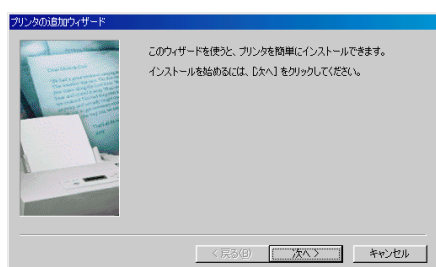 プリンタの追加ウィザード
このウィザードを使うと、プリンタを簡単にインストールできます。
インストールを始めるには、[次へ] をクリックしてください。
< 戻る(B)
次へ >
キャンセル